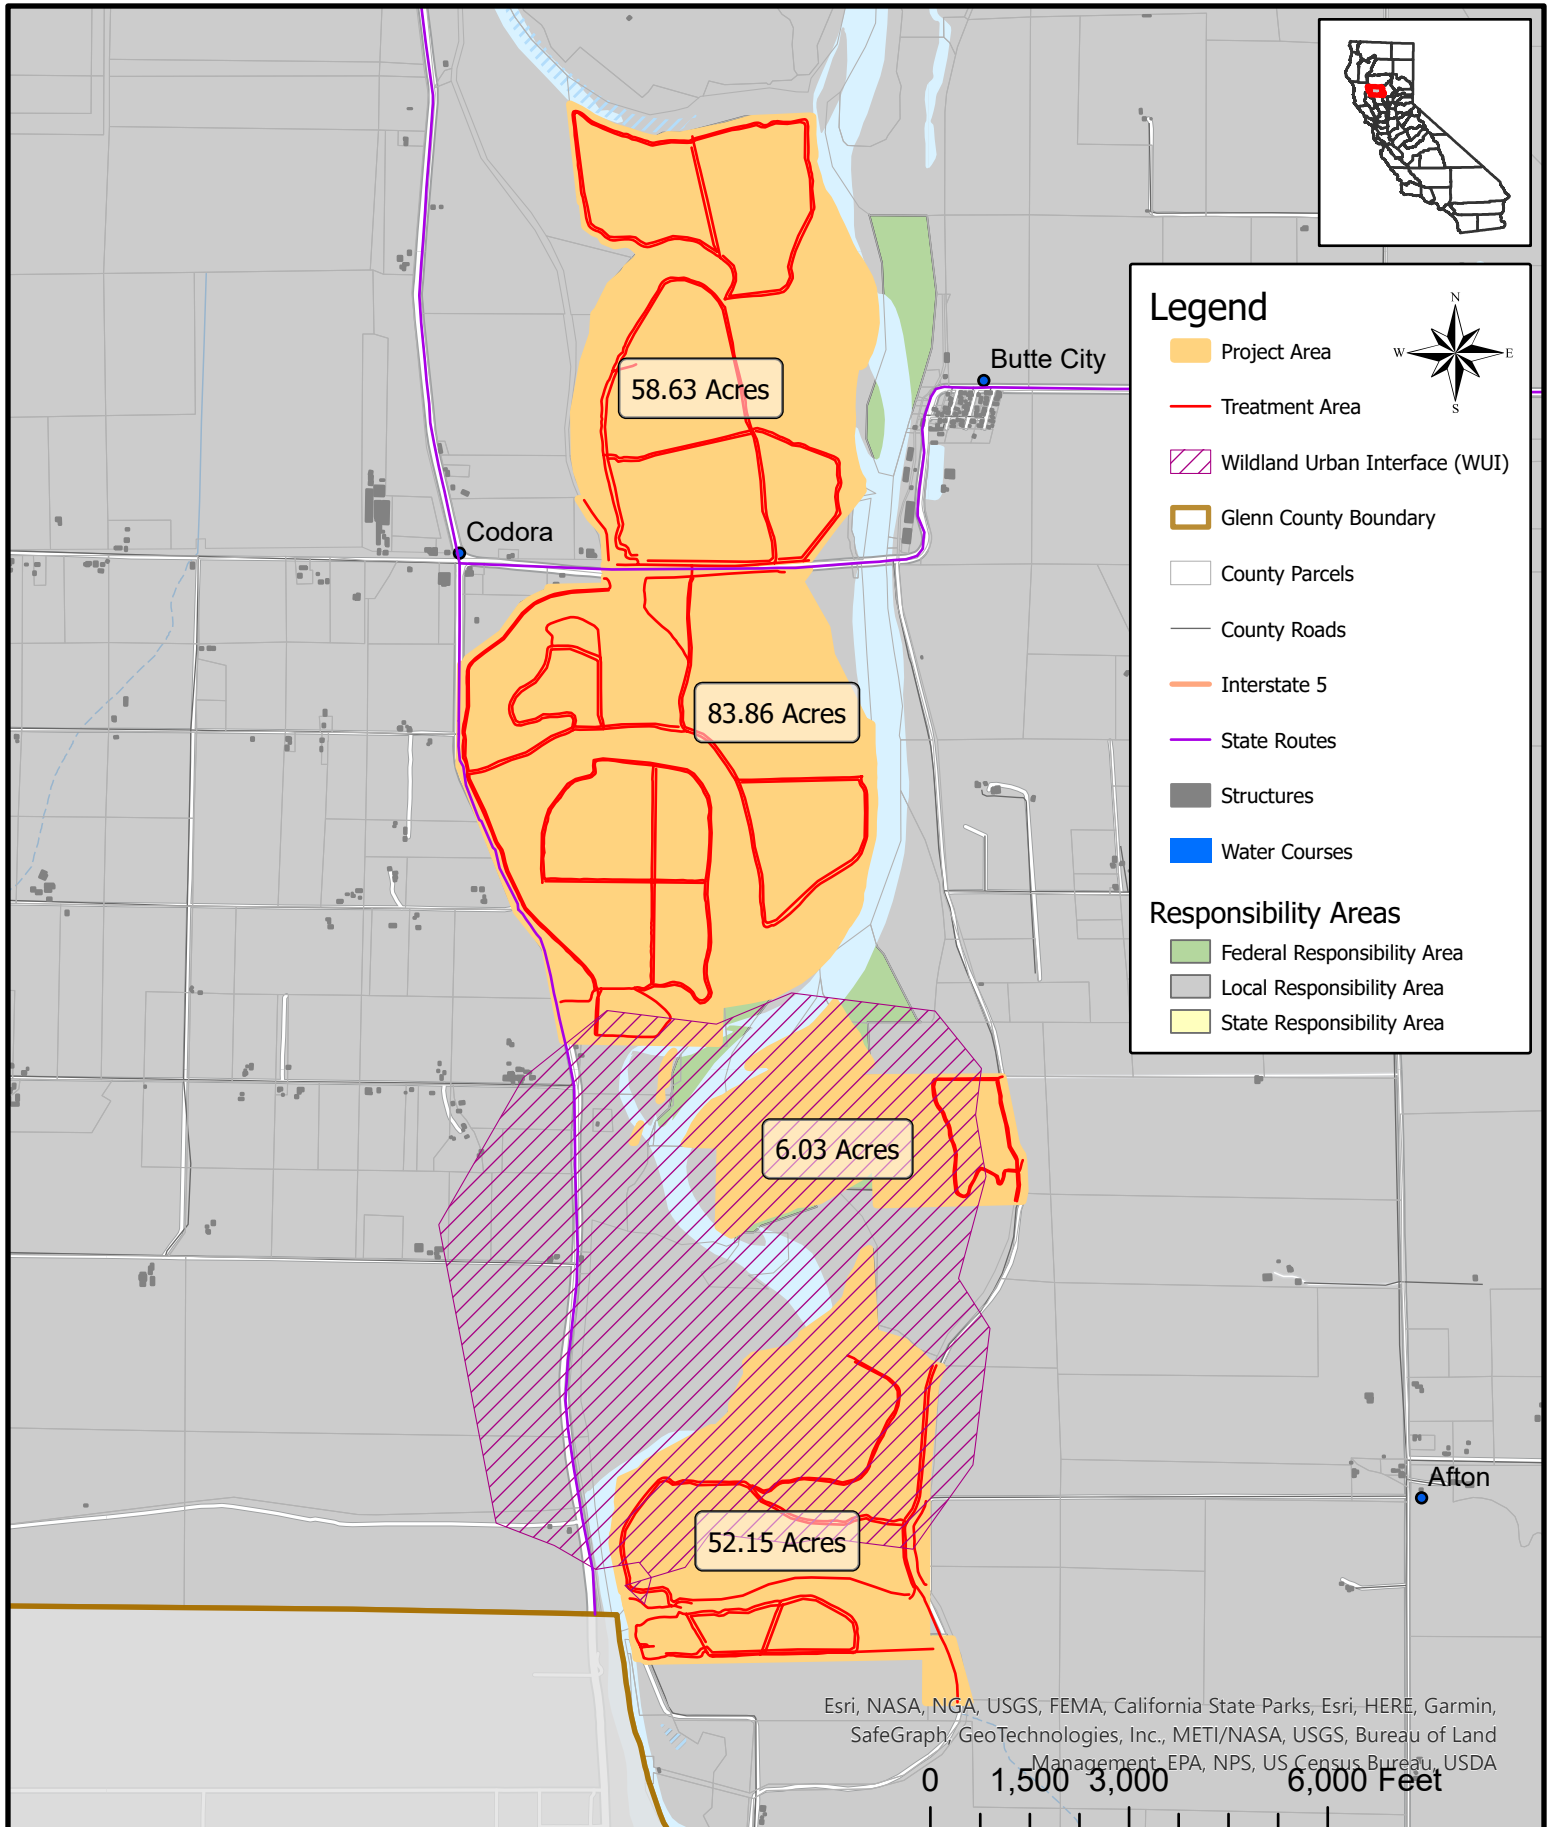 58.63 Acres
Butte City
Codora
83.86 Acres
6.03 Acres
52.15 Acres
Afton
Legend
N
W
E
S
Project Area
Treatment Area
Wildland Urban Interface (WUI)
Glenn County Boundary
County Parcels
County Roads
Interstate 5
State Routes
Structures
Water Courses
Responsibility Areas
Federal Responsibility Area
Local Responsibility Area
State Responsibility Area
Esri, NASA, NGA, USGS, FEMA, California State Parks, Esri, HERE, Garmin,
SafeGraph, GeoTechnologies, Inc., METI/NASA, USGS, Bureau of Land
Management, EPA, NPS, US Census Bureau, USDA
0 1,500 3,000 6,000 Feet